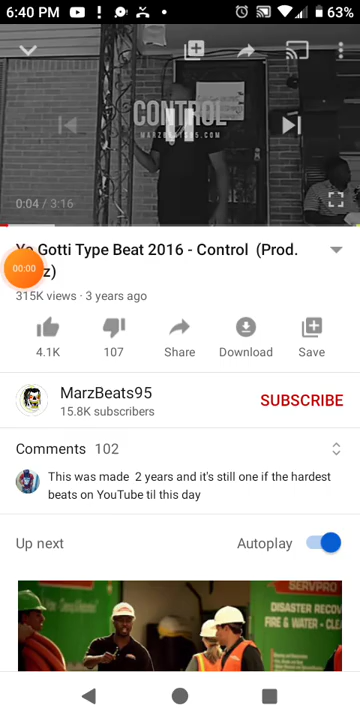 6:40 PM 63%
CONTROL
MARZBEATS95.COM
0:04 / 3:16
Yo Gotti Type Beat 2016 - Control (Prod.
00:00 z)
315K views · 3 years ago
4.1K 107 Share Download Save
MarzBeats95 SUBSCRIBE
15.8K subscribers
Comments 102
This was made 2 years and it's still one if the hardest
beats on YouTube til this day
Up next Autoplay
SERVPRO
DISASTER RECOV
FIRE & WATER - CLEA